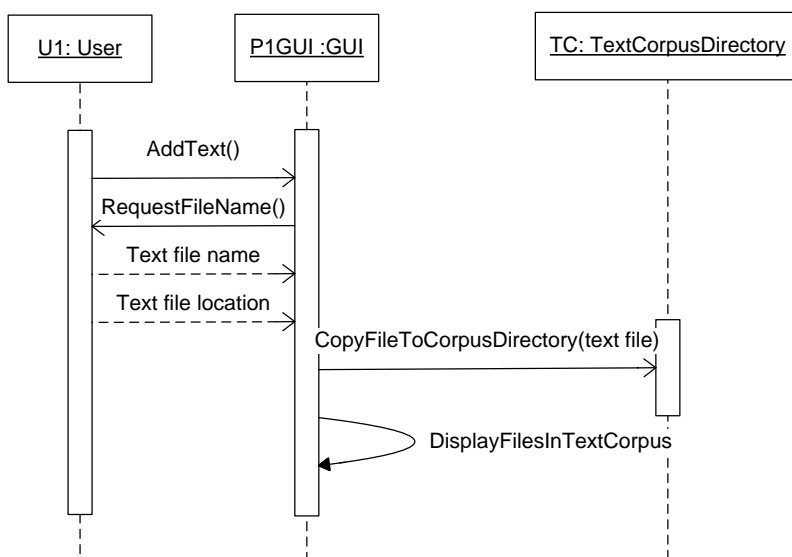 U1: User
P1GUI :GUI
TC: TextCorpusDirectory
AddText()
RequestFileName()
Text file name
Text file location
CopyFileToCorpusDirectory(text file)
DisplayFilesInTextCorpus